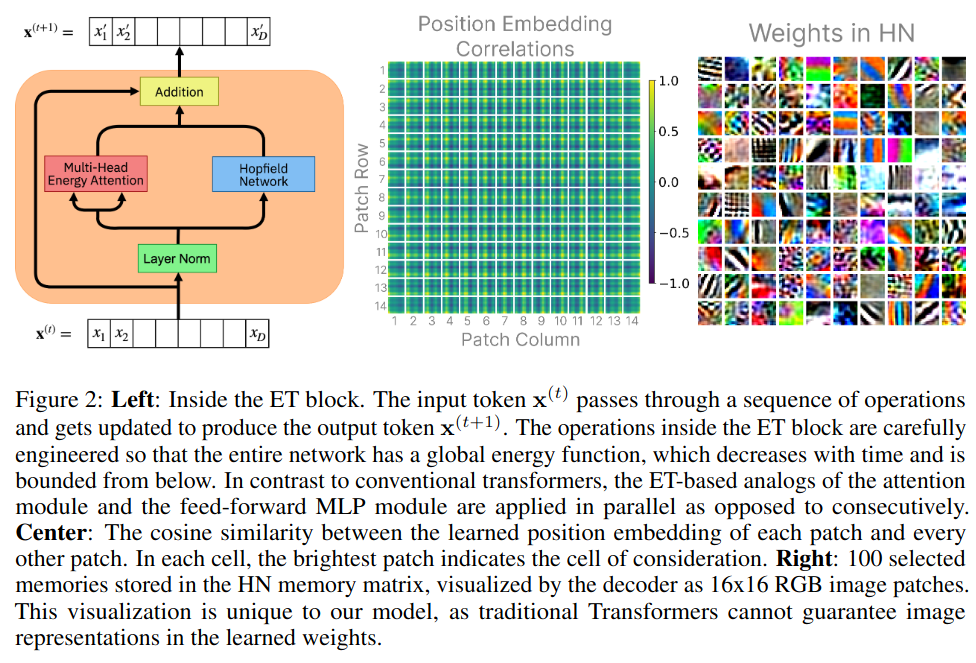 x^(t+1) = x′1 x′2 x′D
Addition
Multi-Head
Energy Attention
Hopfield
Network
Layer Norm
x^(t) = x1 x2 xD
Position Embedding
Correlations
Patch Row
1
2
3
4
5
6
7
8
9
10
11
12
13
14
1 2 3 4 5 6 7 8 9 10 11 12 13 14
Patch Column
1.0
0.5
0.0
−0.5
−1.0
Weights in HN
Figure 2: Left: Inside the ET block. The input token x^(t) passes through a sequence of operations
and gets updated to produce the output token x^(t+1). The operations inside the ET block are carefully
engineered so that the entire network has a global energy function, which decreases with time and is
bounded from below. In contrast to conventional transformers, the ET-based analogs of the attention
module and the feed-forward MLP module are applied in parallel as opposed to consecutively.
Center: The cosine similarity between the learned position embedding of each patch and every
other patch. In each cell, the brightest patch indicates the cell of consideration. Right: 100 selected
memories stored in the HN memory matrix, visualized by the decoder as 16x16 RGB image patches.
This visualization is unique to our model, as traditional Transformers cannot guarantee image
representations in the learned weights.